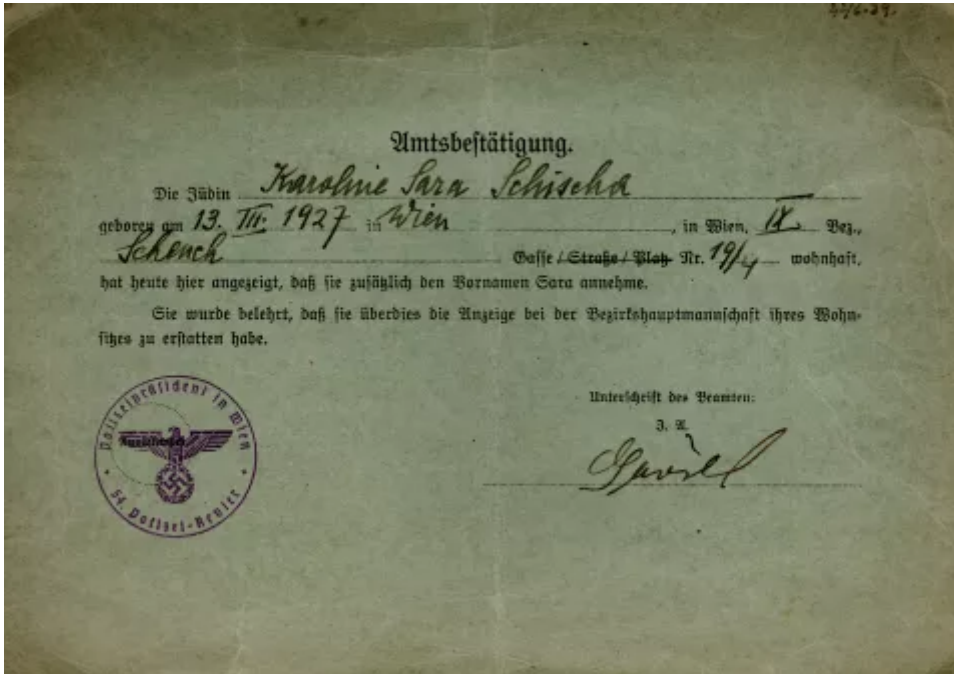 Amtsbestätigung.
Die Jüdin Karoline Sara Schischa
geboren am 13. III. 1927 in Wien, in Wien, IX. Bez.,
Schench Gasse / Straße / Platz Nr. 19/4 wohnhaft,
hat heute hier angezeigt, daß sie zusätzlich den Vornamen Sara annehme.
Sie wurde belehrt, daß sie überdies die Anzeige bei der Bezirkshauptmannschaft ihres Wohn-
sitzes zu erstatten habe.
Unterschrift des Beamten:
J. A.
Polizeipräsident in Wien
54. Polizei-Revier